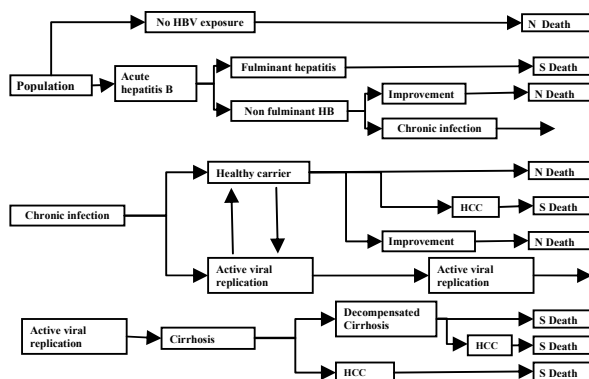 No HBV exposure
N Death
Population
Acute
hepatitis B
Fulminant hepatitis
S Death
Non fulminant HB
Improvement
N Death
Chronic infection
Chronic infection
Healthy carrier
N Death
HCC
S Death
Improvement
N Death
Active viral
replication
Active viral
replication
Active viral
replication
Cirrhosis
Decompensated
Cirrhosis
S Death
HCC
S Death
HCC
S Death